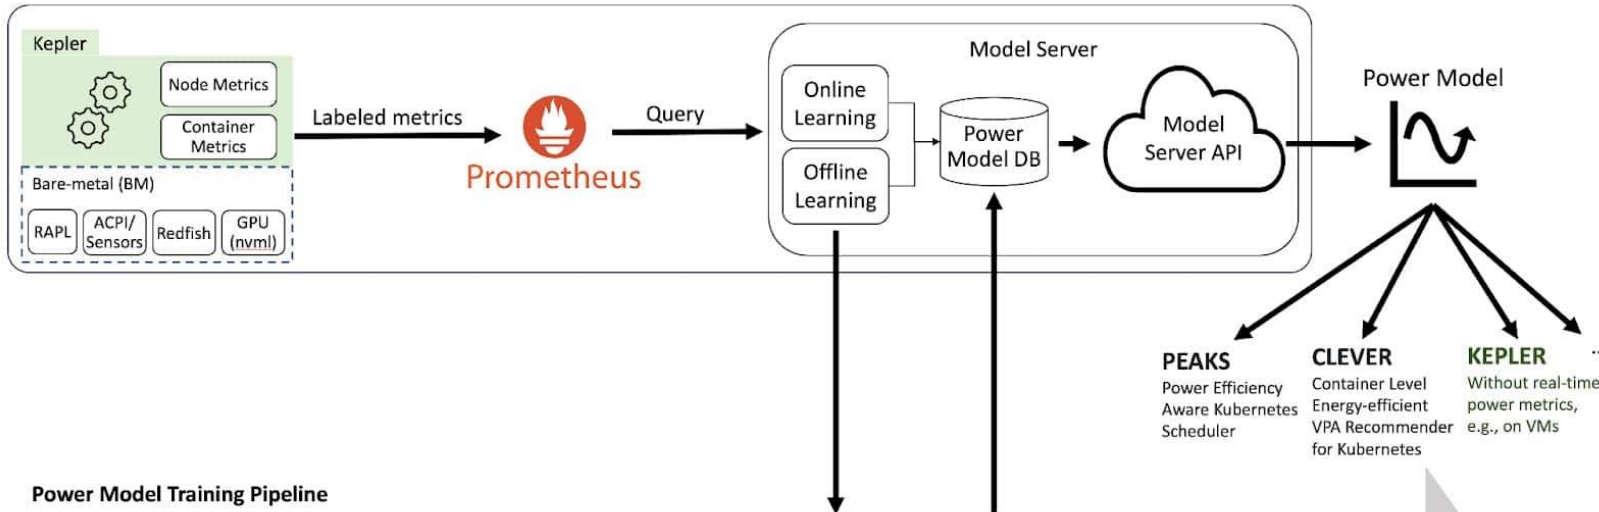 Kepler
Node Metrics
Container
Metrics
Bare-metal (BM)
RAPL
ACPI/
Sensors
Redfish
GPU
(nvml)
Labeled metrics
Prometheus
Query
Model Server
Online
Learning
Offline
Learning
Power
Model DB
Model
Server API
Power Model
PEAKS
Power Efficiency
Aware Kubernetes
Scheduler
CLEVER
Container Level
Energy-efficient
VPA Recommender
for Kubernetes
KEPLER
Without real-time
power metrics,
e.g., on VMs
..
Power Model Training Pipeline